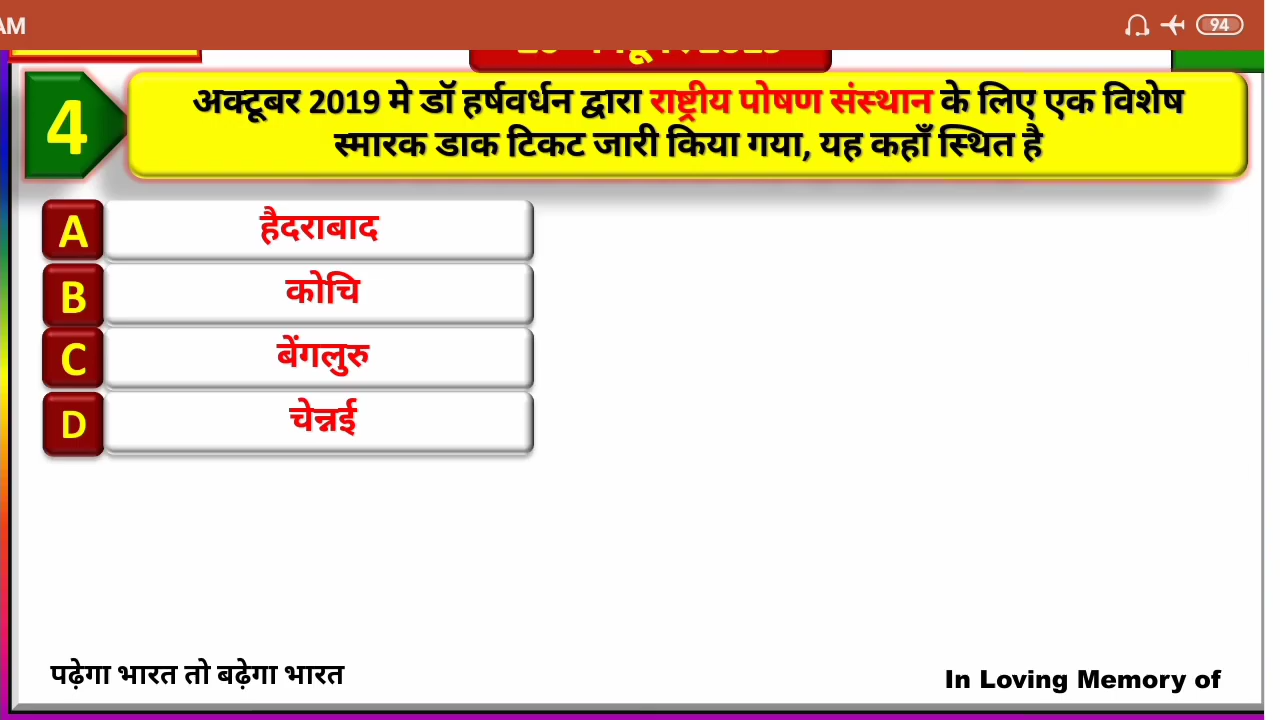 AM
94
4
अक्टूबर 2019 मे डॉ हर्षवर्धन द्वारा राष्ट्रीय पोषण संस्थान के लिए एक विशेष
स्मारक डाक टिकट जारी किया गया, यह कहाँ स्थित है
A
हैदराबाद
B
कोचि
C
बेंगलुरु
D
चेन्नई
पढ़ेगा भारत तो बढ़ेगा भारत
In Loving Memory of